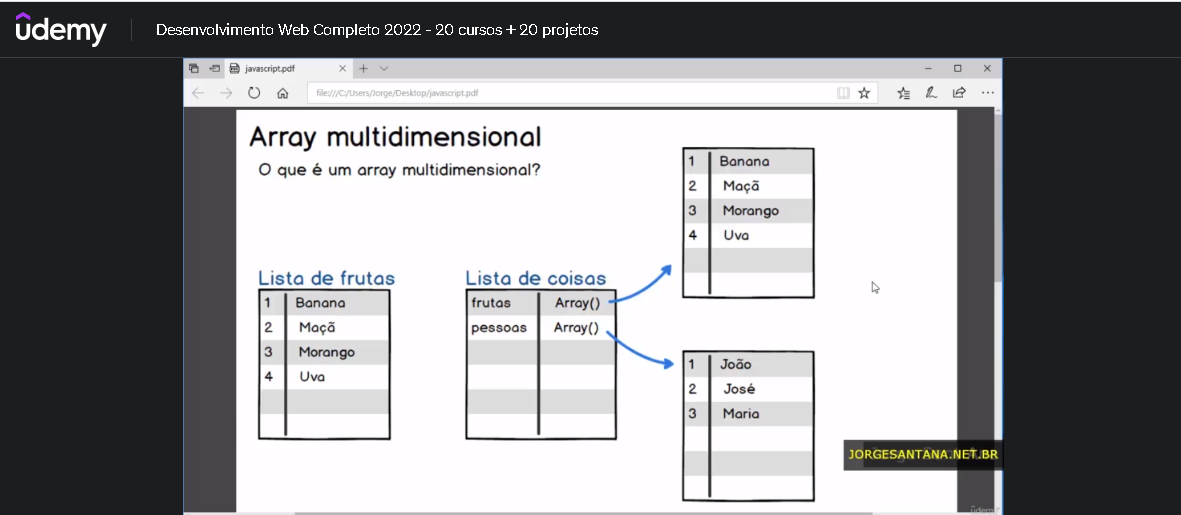 udemy
Desenvolvimento Web Completo 2022 - 20 cursos + 20 projetos
javascript.pdf
file:///C:/Users/Jorge/Desktop/javascript.pdf
Array multidimensional
O que é um array multidimensional?
Lista de frutas
1 Banana
2 Maçã
3 Morango
4 Uva
Lista de coisas
frutas Array()
pessoas Array()
1 Banana
2 Maçã
3 Morango
4 Uva
1 João
2 José
3 Maria
JORGESANTANA.NET.BR
udemy